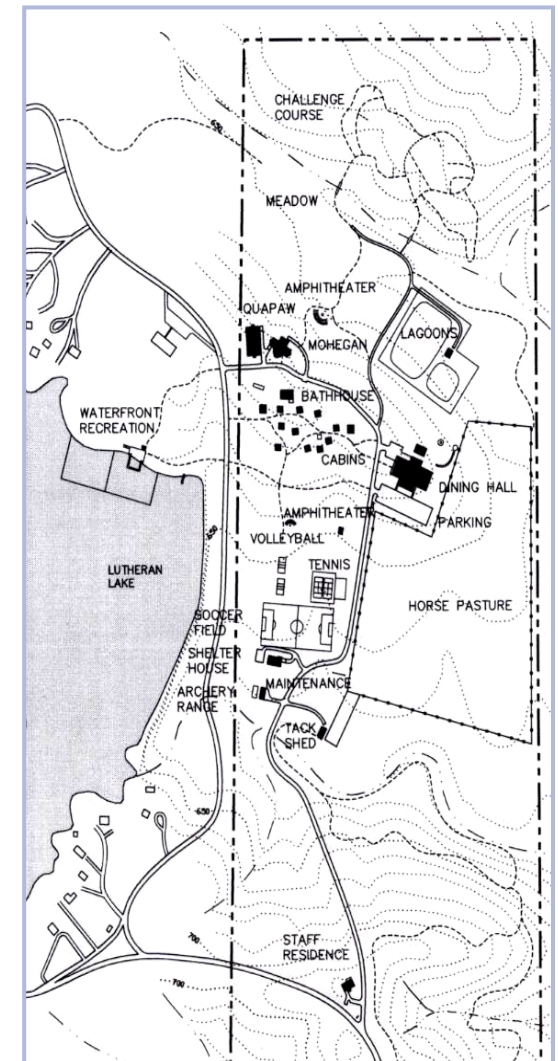 CHALLENGE
COURSE
650
MEADOW
AMPHITHEATER
QUAPAW
LAGOONS
MOHEGAN
BATHHOUSE
WATERFRONT
RECREATION
CABINS
DINING HALL
AMPHITHEATER
PARKING
650
VOLLEYBALL
TENNIS
LUTHERAN
LAKE
HORSE PASTURE
SOCCER
FIELD
SHELTER
HOUSE
MAINTENANCE
ARCHERY
RANGE
TACK
SHED
650
700
STAFF
RESIDENCE
700